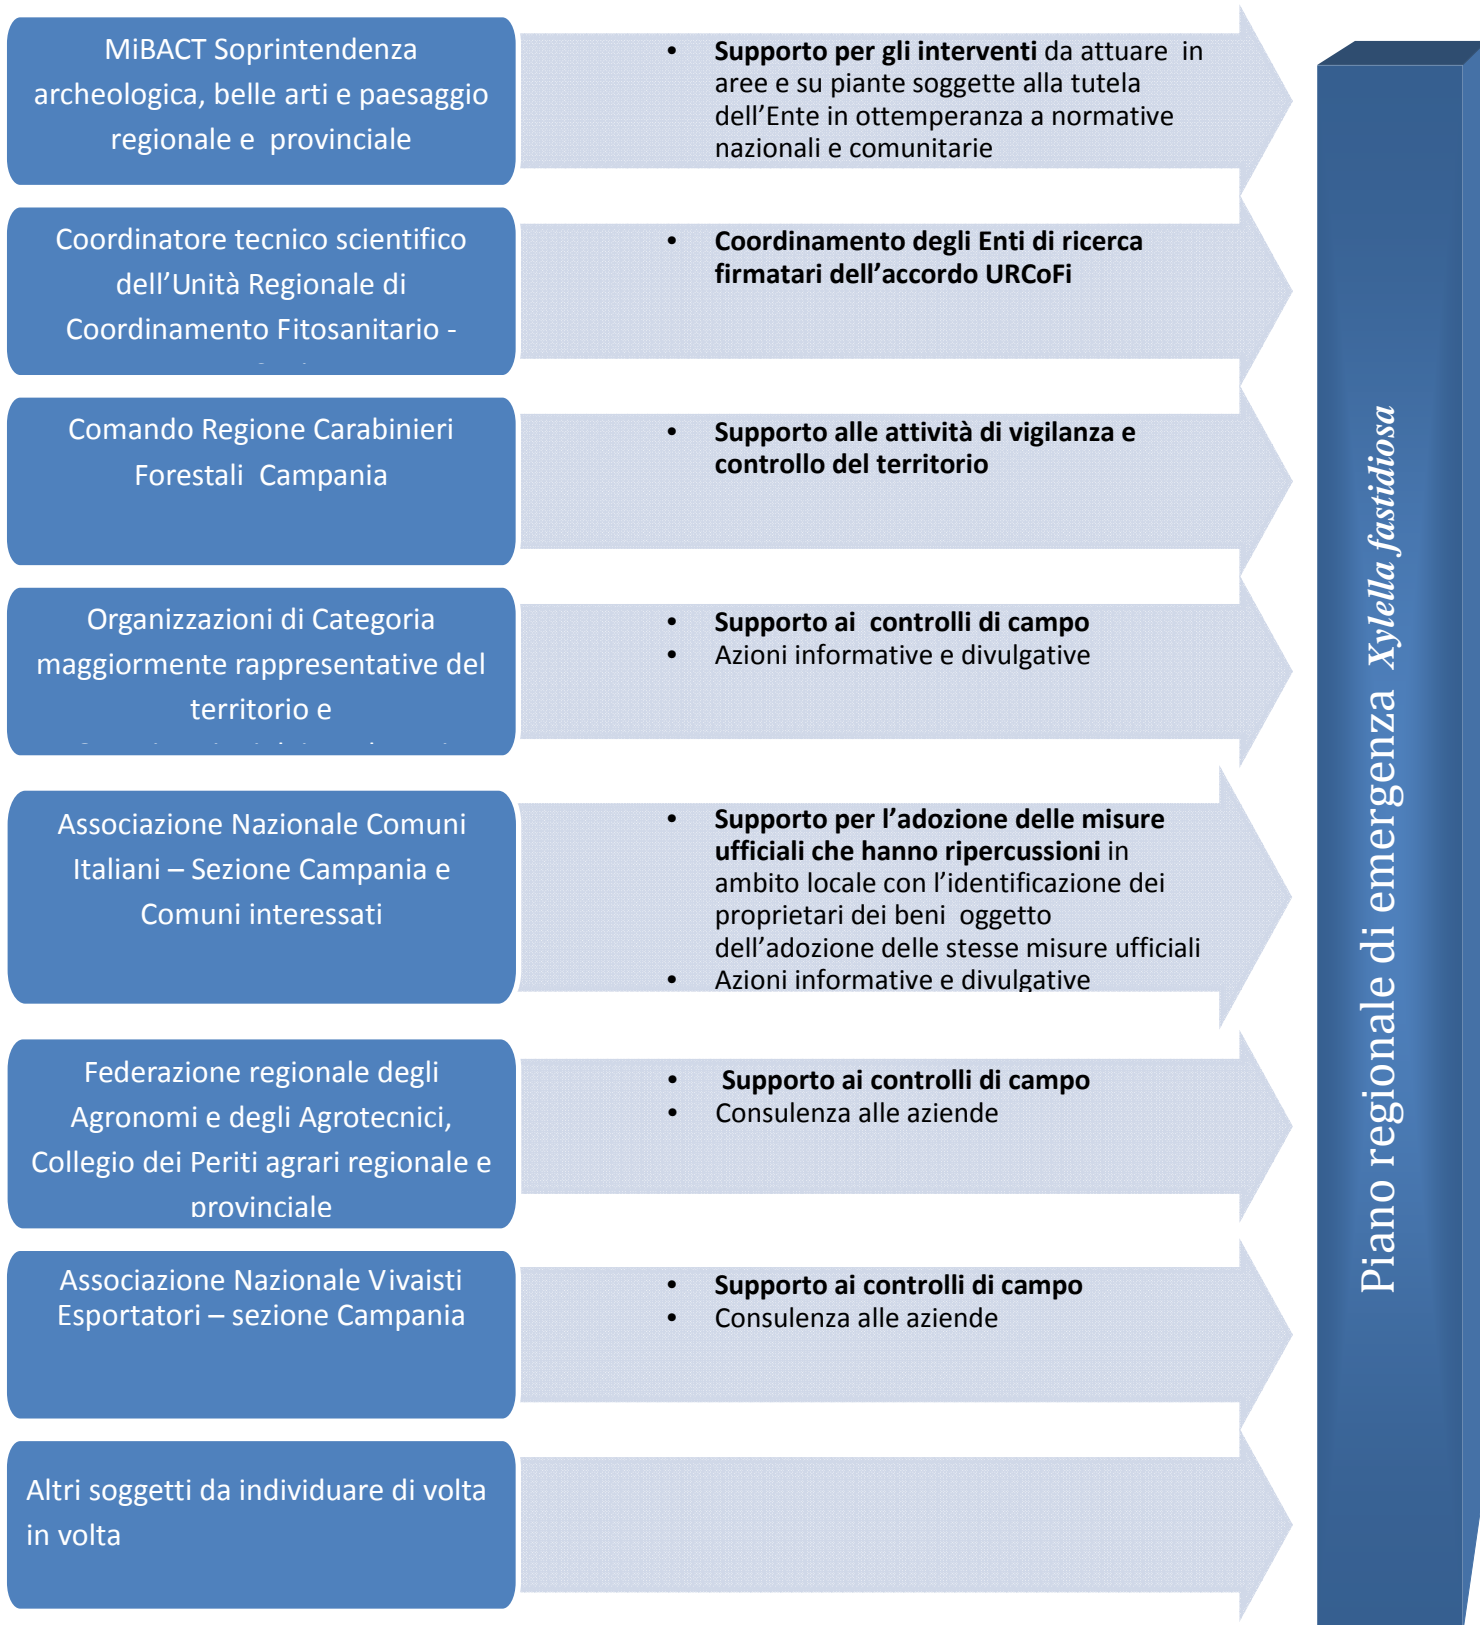 MiBACT Soprintendenza
archeologica, belle arti e paesaggio
regionale e provinciale
• Supporto per gli interventi da attuare in
aree e su piante soggette alla tutela
dell’Ente in ottemperanza a normative
nazionali e comunitarie
Coordinatore tecnico scientifico
dell’Unità Regionale di
Coordinamento Fitosanitario -
• Coordinamento degli Enti di ricerca
firmatari dell’accordo URCoFi
Comando Regione Carabinieri
Forestali Campania
• Supporto alle attività di vigilanza e
controllo del territorio
Organizzazioni di Categoria
maggiormente rappresentative del
territorio e
• Supporto ai controlli di campo
• Azioni informative e divulgative
Associazione Nazionale Comuni
Italiani – Sezione Campania e
Comuni interessati
• Supporto per l’adozione delle misure
ufficiali che hanno ripercussioni in
ambito locale con l’identificazione dei
proprietari dei beni oggetto
dell’adozione delle stesse misure ufficiali
• Azioni informative e divulgative
Federazione regionale degli
Agronomi e degli Agrotecnici,
Collegio dei Periti agrari regionale e
provinciale
• Supporto ai controlli di campo
• Consulenza alle aziende
Associazione Nazionale Vivaisti
Esportatori – sezione Campania
• Supporto ai controlli di campo
• Consulenza alle aziende
Altri soggetti da individuare di volta
in volta
Piano regionale di emergenza Xylella fastidiosa